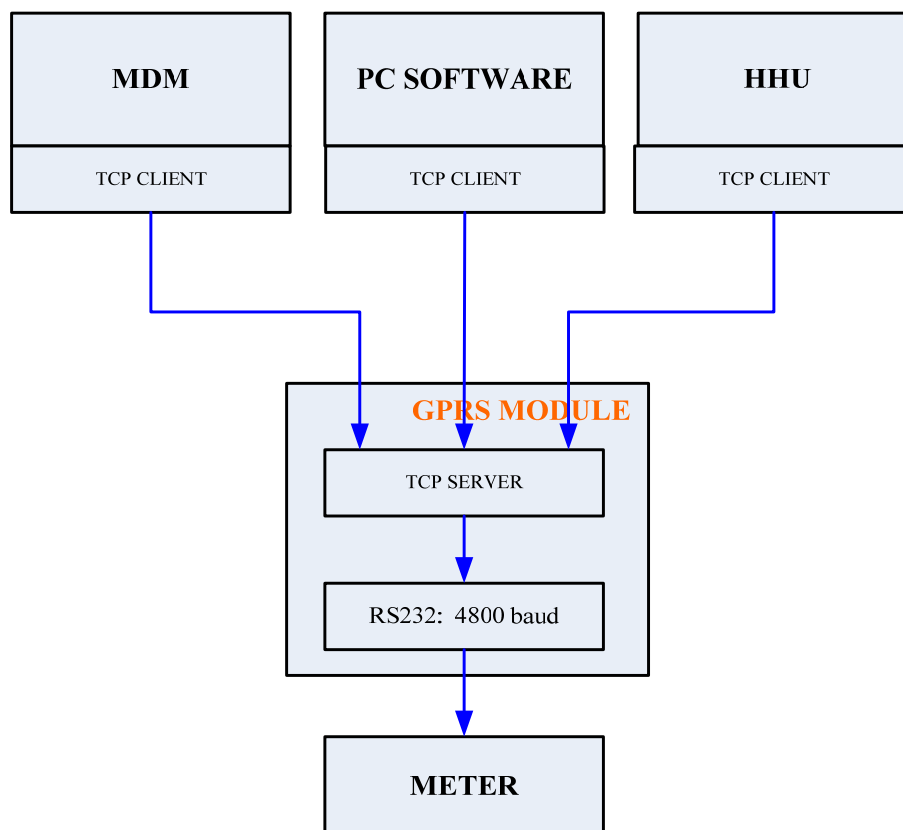 MDM
PC SOFTWARE
HHU
TCP CLIENT
TCP CLIENT
TCP CLIENT
GPRS MODULE
TCP SERVER
RS232: 4800 baud
METER